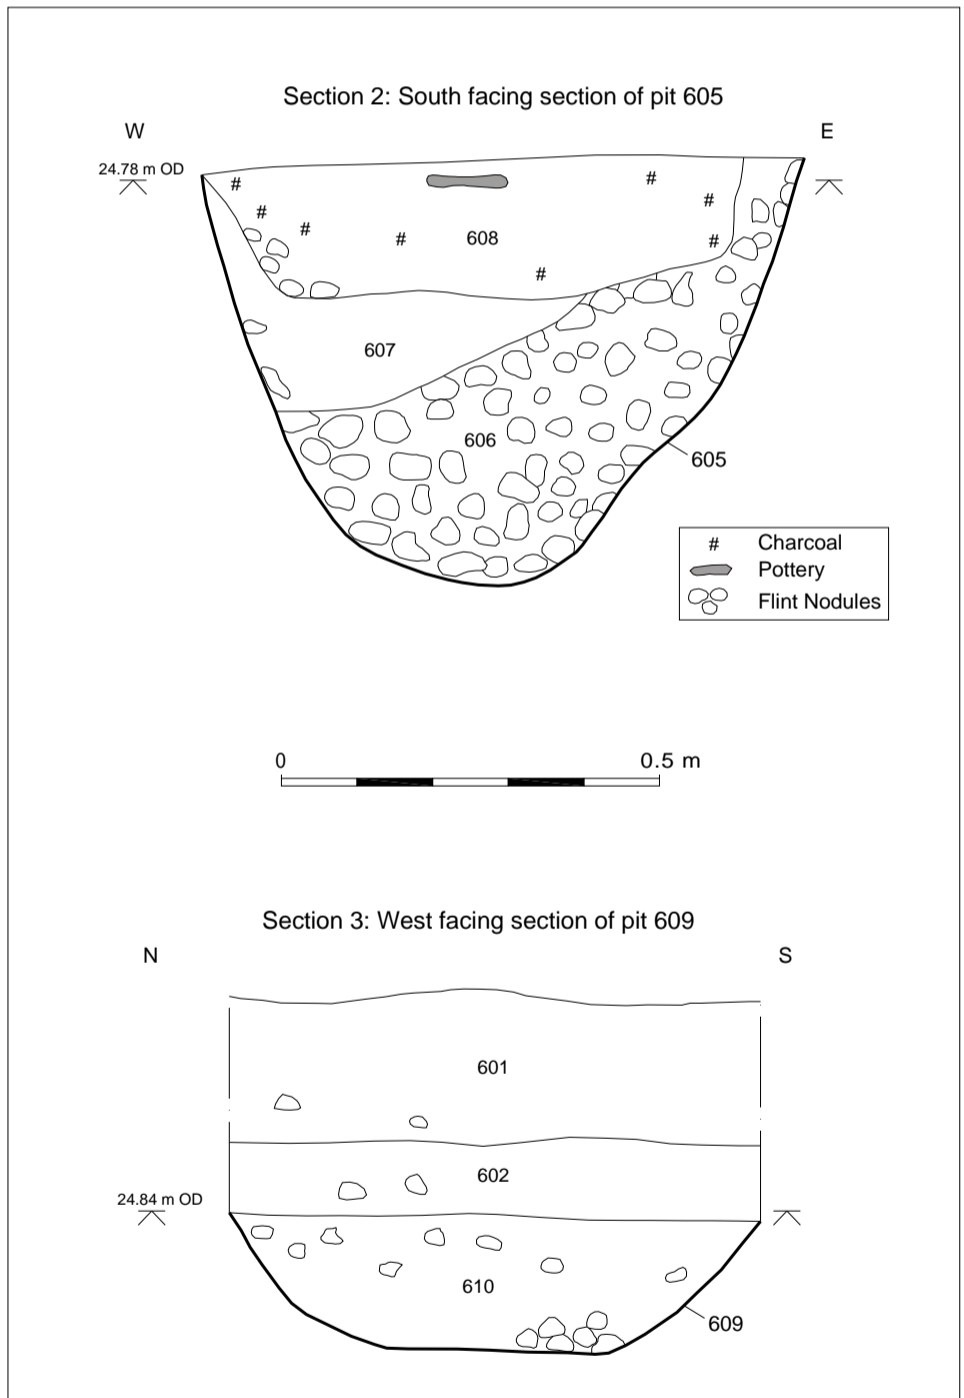 Section 2: South facing section of pit 605
W E
24.78 m OD
# # # # # # # #
608
607
606
605
# Charcoal
Pottery
Flint Nodules
0 0.5 m
Section 3: West facing section of pit 609
N S
601
602
24.84 m OD
610
609